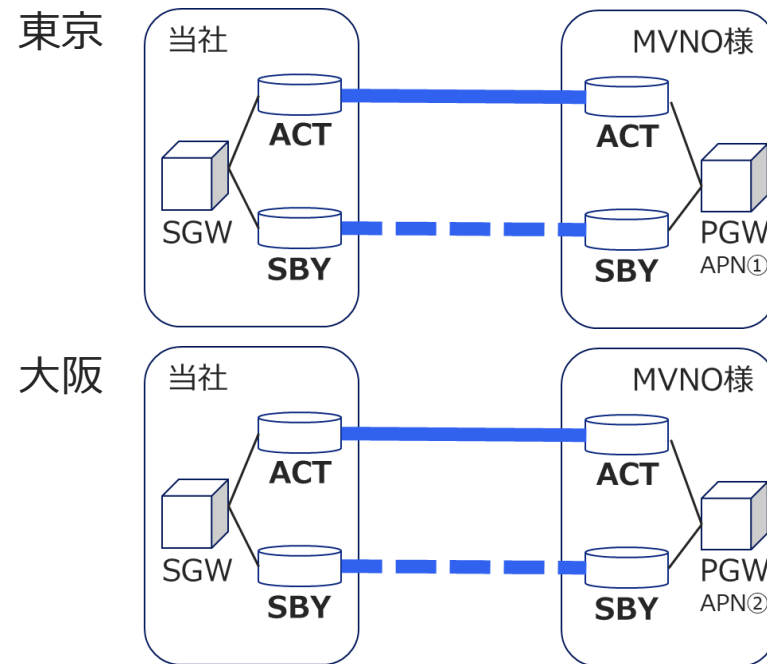 東京
当社
MVNO様
ACT
ACT
SGW
PGW
APN①
SBY
SBY
大阪
当社
MVNO様
ACT
ACT
SGW
PGW
APN②
SBY
SBY